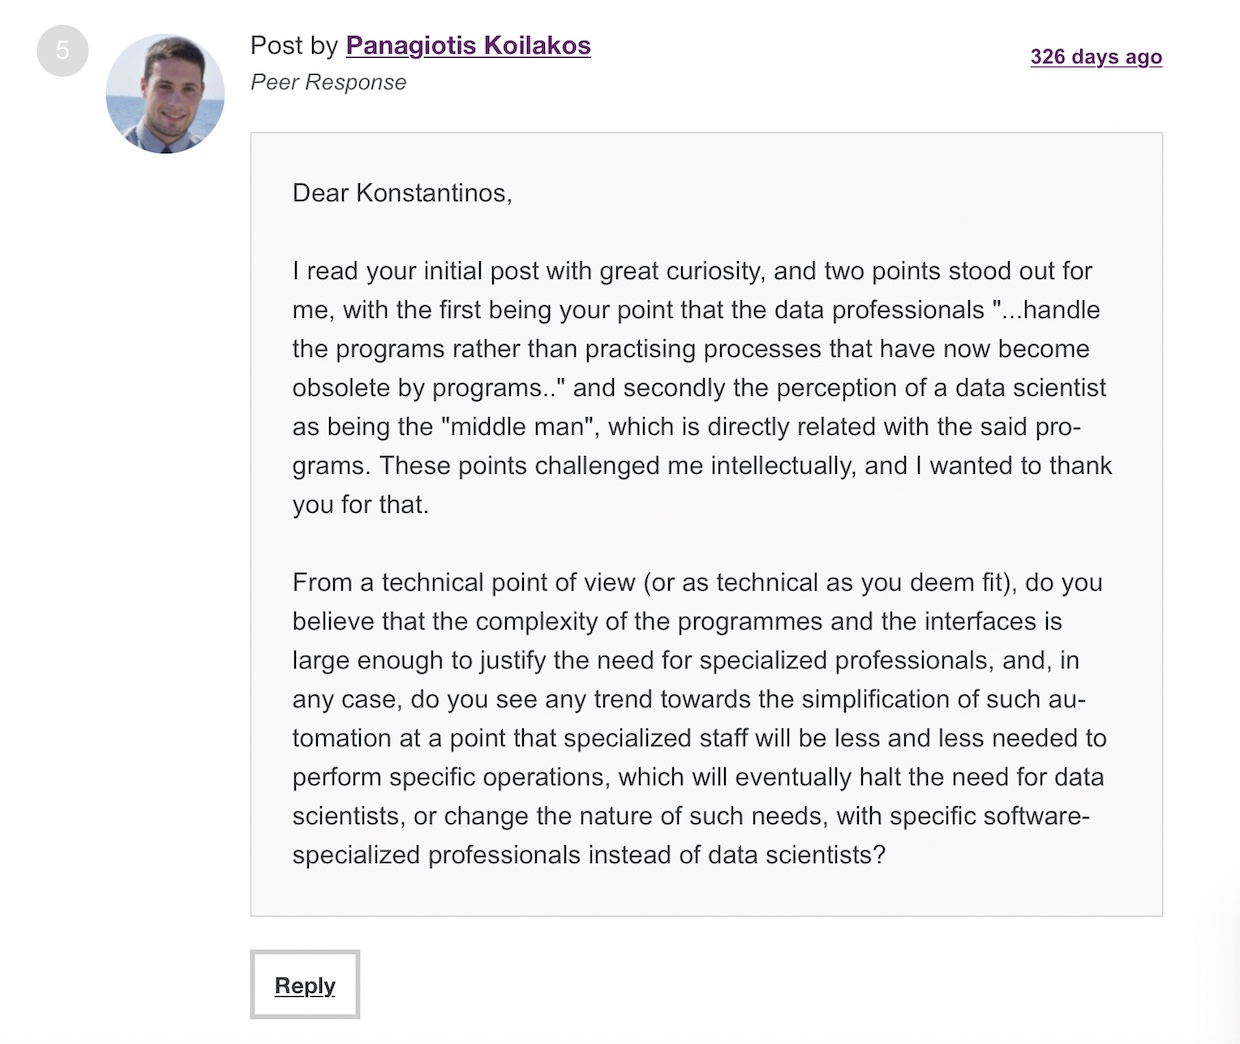 5
Post by Panagiotis Koilakos
326 days ago
Peer Response
Dear Konstantinos,
I read your initial post with great curiosity, and two points stood out for
me, with the first being your point that the data professionals "...handle
the programs rather than practising processes that have now become
obsolete by programs.." and secondly the perception of a data scientist
as being the "middle man", which is directly related with the said pro-
grams. These points challenged me intellectually, and I wanted to thank
you for that.
From a technical point of view (or as technical as you deem fit), do you
believe that the complexity of the programmes and the interfaces is
large enough to justify the need for specialized professionals, and, in
any case, do you see any trend towards the simplification of such au-
tomation at a point that specialized staff will be less and less needed to
perform specific operations, which will eventually halt the need for data
scientists, or change the nature of such needs, with specific software-
specialized professionals instead of data scientists?
Reply